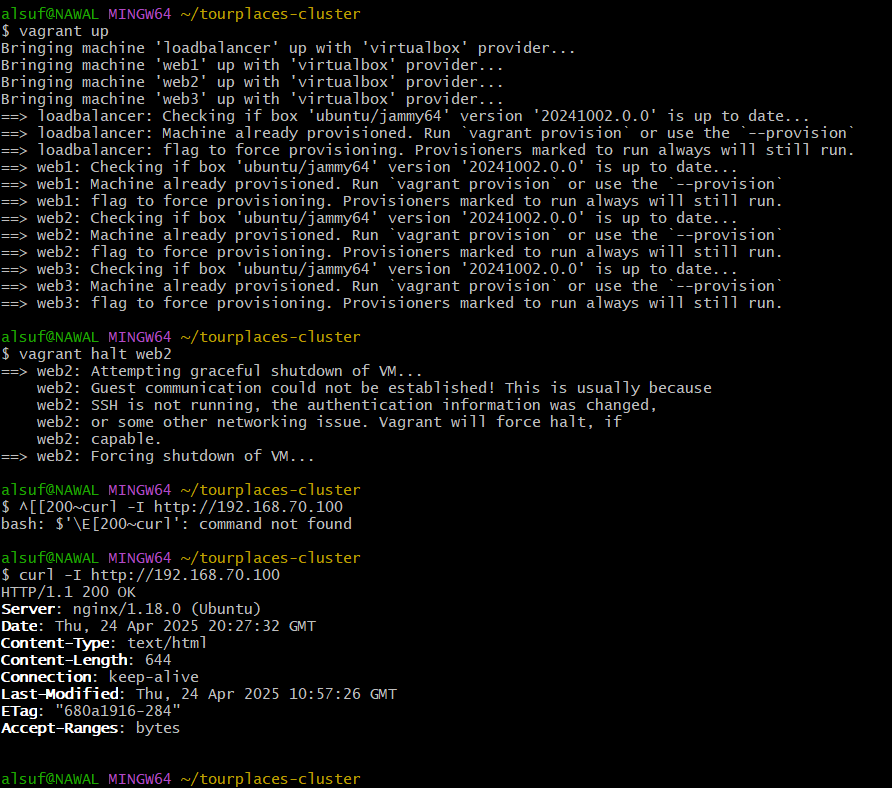 alsuf@NAWAL MINGW64 ~/tourplaces-cluster
$ vagrant up
Bringing machine 'loadbalancer' up with 'virtualbox' provider...
Bringing machine 'web1' up with 'virtualbox' provider...
Bringing machine 'web2' up with 'virtualbox' provider...
Bringing machine 'web3' up with 'virtualbox' provider...
==> loadbalancer: Checking if box 'ubuntu/jammy64' version '20241002.0.0' is up to date...
==> loadbalancer: Machine already provisioned. Run `vagrant provision` or use the `--provision`
==> loadbalancer: flag to force provisioning. Provisioners marked to run always will still run.
==> web1: Checking if box 'ubuntu/jammy64' version '20241002.0.0' is up to date...
==> web1: Machine already provisioned. Run `vagrant provision` or use the `--provision`
==> web1: flag to force provisioning. Provisioners marked to run always will still run.
==> web2: Checking if box 'ubuntu/jammy64' version '20241002.0.0' is up to date...
==> web2: Machine already provisioned. Run `vagrant provision` or use the `--provision`
==> web2: flag to force provisioning. Provisioners marked to run always will still run.
==> web3: Checking if box 'ubuntu/jammy64' version '20241002.0.0' is up to date...
==> web3: Machine already provisioned. Run `vagrant provision` or use the `--provision`
==> web3: flag to force provisioning. Provisioners marked to run always will still run.
alsuf@NAWAL MINGW64 ~/tourplaces-cluster
$ vagrant halt web2
==> web2: Attempting graceful shutdown of VM...
    web2: Guest communication could not be established! This is usually because
    web2: SSH is not running, the authentication information was changed,
    web2: or some other networking issue. Vagrant will force halt, if
    web2: capable.
==> web2: Forcing shutdown of VM...
alsuf@NAWAL MINGW64 ~/tourplaces-cluster
$ ^[[200~curl -I http://192.168.70.100
bash: $'\E[200~curl': command not found
alsuf@NAWAL MINGW64 ~/tourplaces-cluster
$ curl -I http://192.168.70.100
HTTP/1.1 200 OK
Server: nginx/1.18.0 (Ubuntu)
Date: Thu, 24 Apr 2025 20:27:32 GMT
Content-Type: text/html
Content-Length: 644
Connection: keep-alive
Last-Modified: Thu, 24 Apr 2025 10:57:26 GMT
ETag: "680a1916-284"
Accept-Ranges: bytes
alsuf@NAWAL MINGW64 ~/tourplaces-cluster